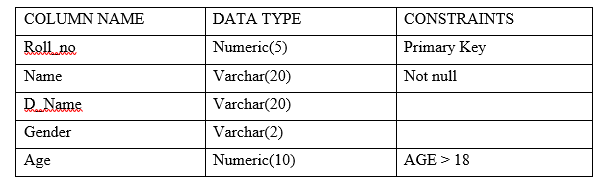 COLUMN NAME DATA TYPE CONSTRAINTS
Roll_no Numeric(5) Primary Key
Name Varchar(20) Not null
D_Name Varchar(20)
Gender Varchar(2)
Age Numeric(10) AGE > 18